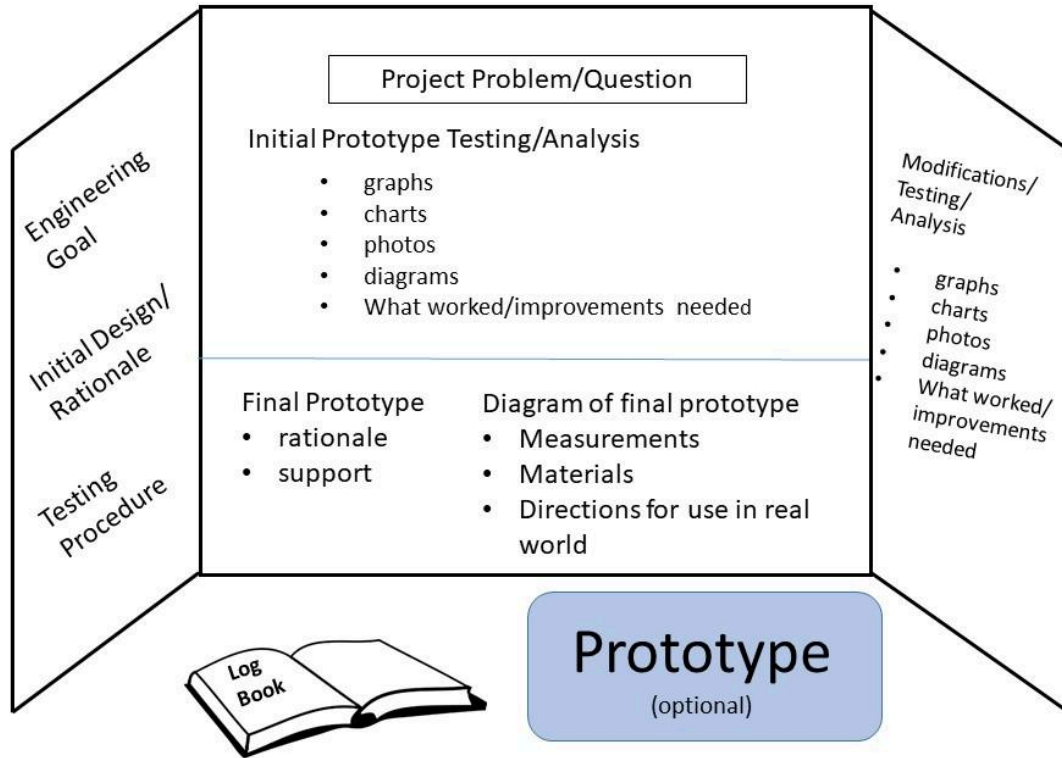 Engineering
Goal
Initial Design/
Rationale
Testing
Procedure
Project Problem/Question
Initial Prototype Testing/Analysis
• graphs
• charts
• photos
• diagrams
• What worked/improvements needed
Final Prototype
• rationale
• support
Diagram of final prototype
• Measurements
• Materials
• Directions for use in real
world
Modifications/
Testing/
Analysis
• graphs
• charts
• photos
• diagrams
• What worked/
improvements
needed
Log
Book
Prototype
(optional)